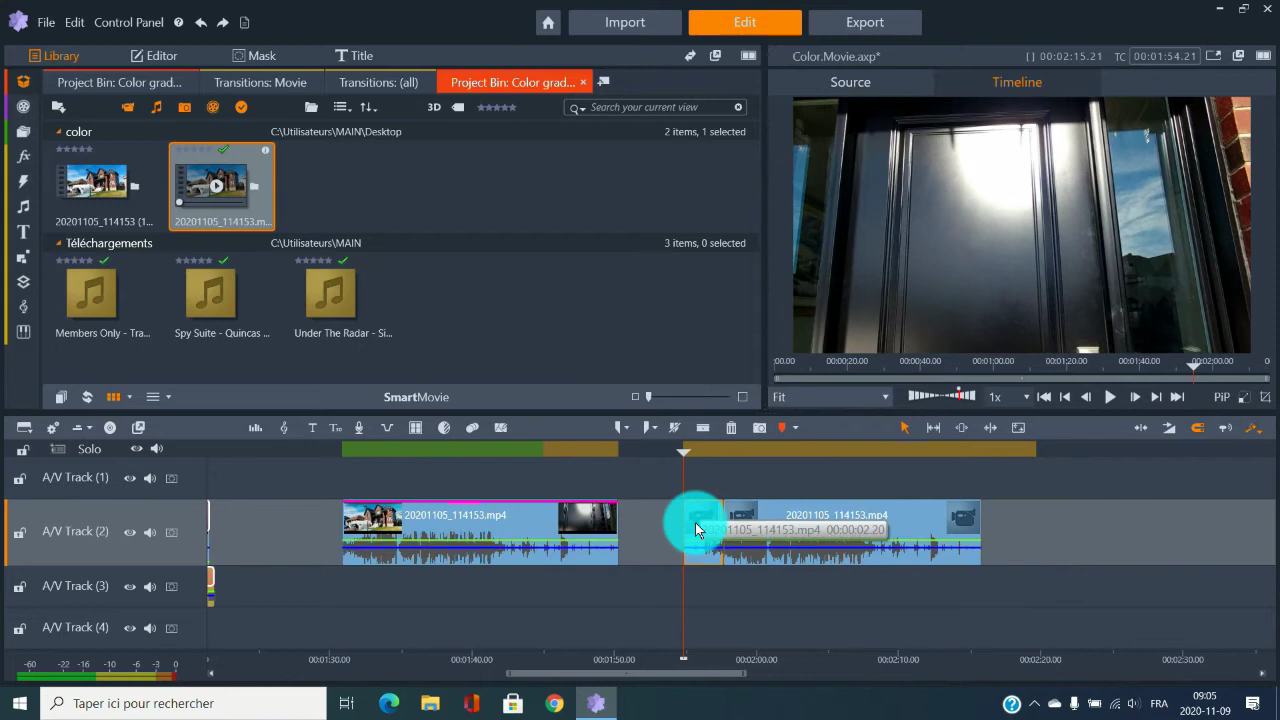 File Edit Control Panel
Import
Edit
Export
Library
Editor
Mask
Title
Color.Movie.axp*
[ ] 00:02:15.21
TC 00:01:54.21
Project Bin: Color grad...
Transitions: Movie
Transitions: (all)
Project Bin: Color grad... ×
Source
Timeline
3D
Search your current view
color
C:\Utilisateurs\MAIN\Desktop
2 items, 1 selected
20201105_114153 (1...
20201105_114153.m...
Téléchargements
C:\Utilisateurs\MAIN
3 items, 0 selected
Members Only - Tra...
Spy Suite - Quincas ...
Under The Radar - Si...
:00.00 00:00:20.00 00:00:40.00 00:01:00.00 00:01:20.00 00:01:40.00 00:02:00.00 0
SmartMovie
Fit
1x
PiP
Solo
A/V Track (1)
A/V Track (2)
20201105_114153.mp4
20201105_114153.mp4
20201105_114153.mp4 00:00:02.20
A/V Track (3)
A/V Track (4)
-60 -22 -16 -10 -6 -3 0
00:01:30.00 00:01:40.00 00:01:50.00 00:02:00.00 00:02:10.00 00:02:20.00 00:02:30.00
Taper ici pour rechercher
FRA
09:05
2020-11-09